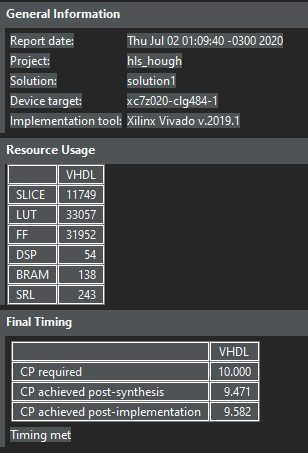 General Information
Report date: Thu Jul 02 01:09:40 -0300 2020
Project: hls_hough
Solution: solution1
Device target: xc7z020-clg484-1
Implementation tool: Xilinx Vivado v.2019.1
Resource Usage
VHDL
SLICE 11749
LUT 33057
FF 31952
DSP 54
BRAM 138
SRL 243
Final Timing
VHDL
CP required 10.000
CP achieved post-synthesis 9.471
CP achieved post-implementation 9.582
Timing met